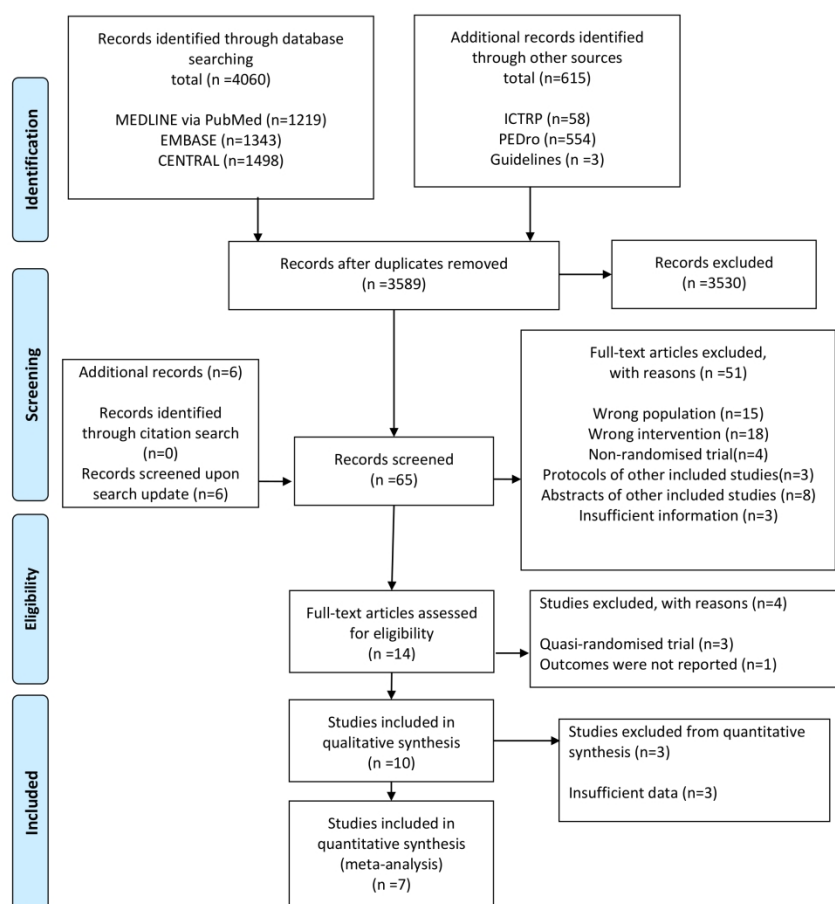 Records identified through database
searching
total (n =4060)
MEDLINE via PubMed (n=1219)
EMBASE (n=1343)
CENTRAL (n=1498)
Additional records identified
through other sources
total (n=615)
ICTRP (n=58)
PEDro (n=554)
Guidelines (n =3)
Identification
Records after duplicates removed
(n =3589)
Records excluded
(n =3530)
Screening
Additional records (n=6)
Records identified
through citation search
(n=0)
Records screened upon
search update (n=6)
Records screened
(n =65)
Full-text articles excluded,
with reasons (n =51)
Wrong population (n=15)
Wrong intervention (n=18)
Non-randomised trial(n=4)
Protocols of other included studies(n=3)
Abstracts of other included studies (n=8)
Insufficient information (n=3)
Eligibility
Full-text articles assessed
for eligibility
(n =14)
Studies excluded, with reasons (n=4)
Quasi-randomised trial (n=3)
Outcomes were not reported (n=1)
Included
Studies included in
qualitative synthesis
(n =10)
Studies excluded from quantitative
synthesis (n=3)
Insufficient data (n=3)
Studies included in
quantitative synthesis
(meta-analysis)
(n =7)